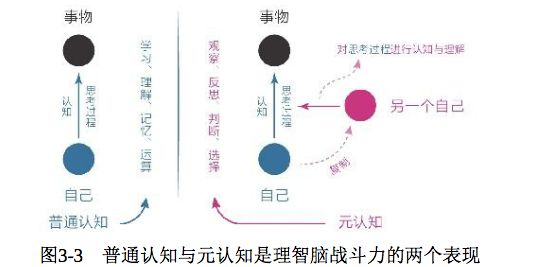 事物
认知
思考过程
自己
学习、理解、记忆、运算
普通认知
观察、反思、判断、选择
事物
认知
思考过程
自己
对思考过程进行认知与理解
另一个自己
复制
元认知
图3-3 普通认知与元认知是理智脑战斗力的两个表现